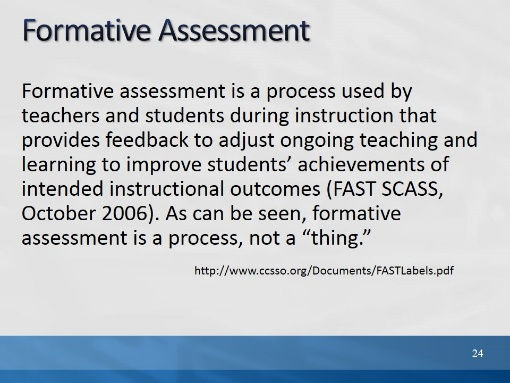 Formative Assessment
Formative assessment is a process used by
teachers and students during instruction that
provides feedback to adjust ongoing teaching and
learning to improve students’ achievements of
intended instructional outcomes (FAST SCASS,
October 2006). As can be seen, formative
assessment is a process, not a “thing.”
http://www.ccsso.org/Documents/FASTLabels.pdf
24